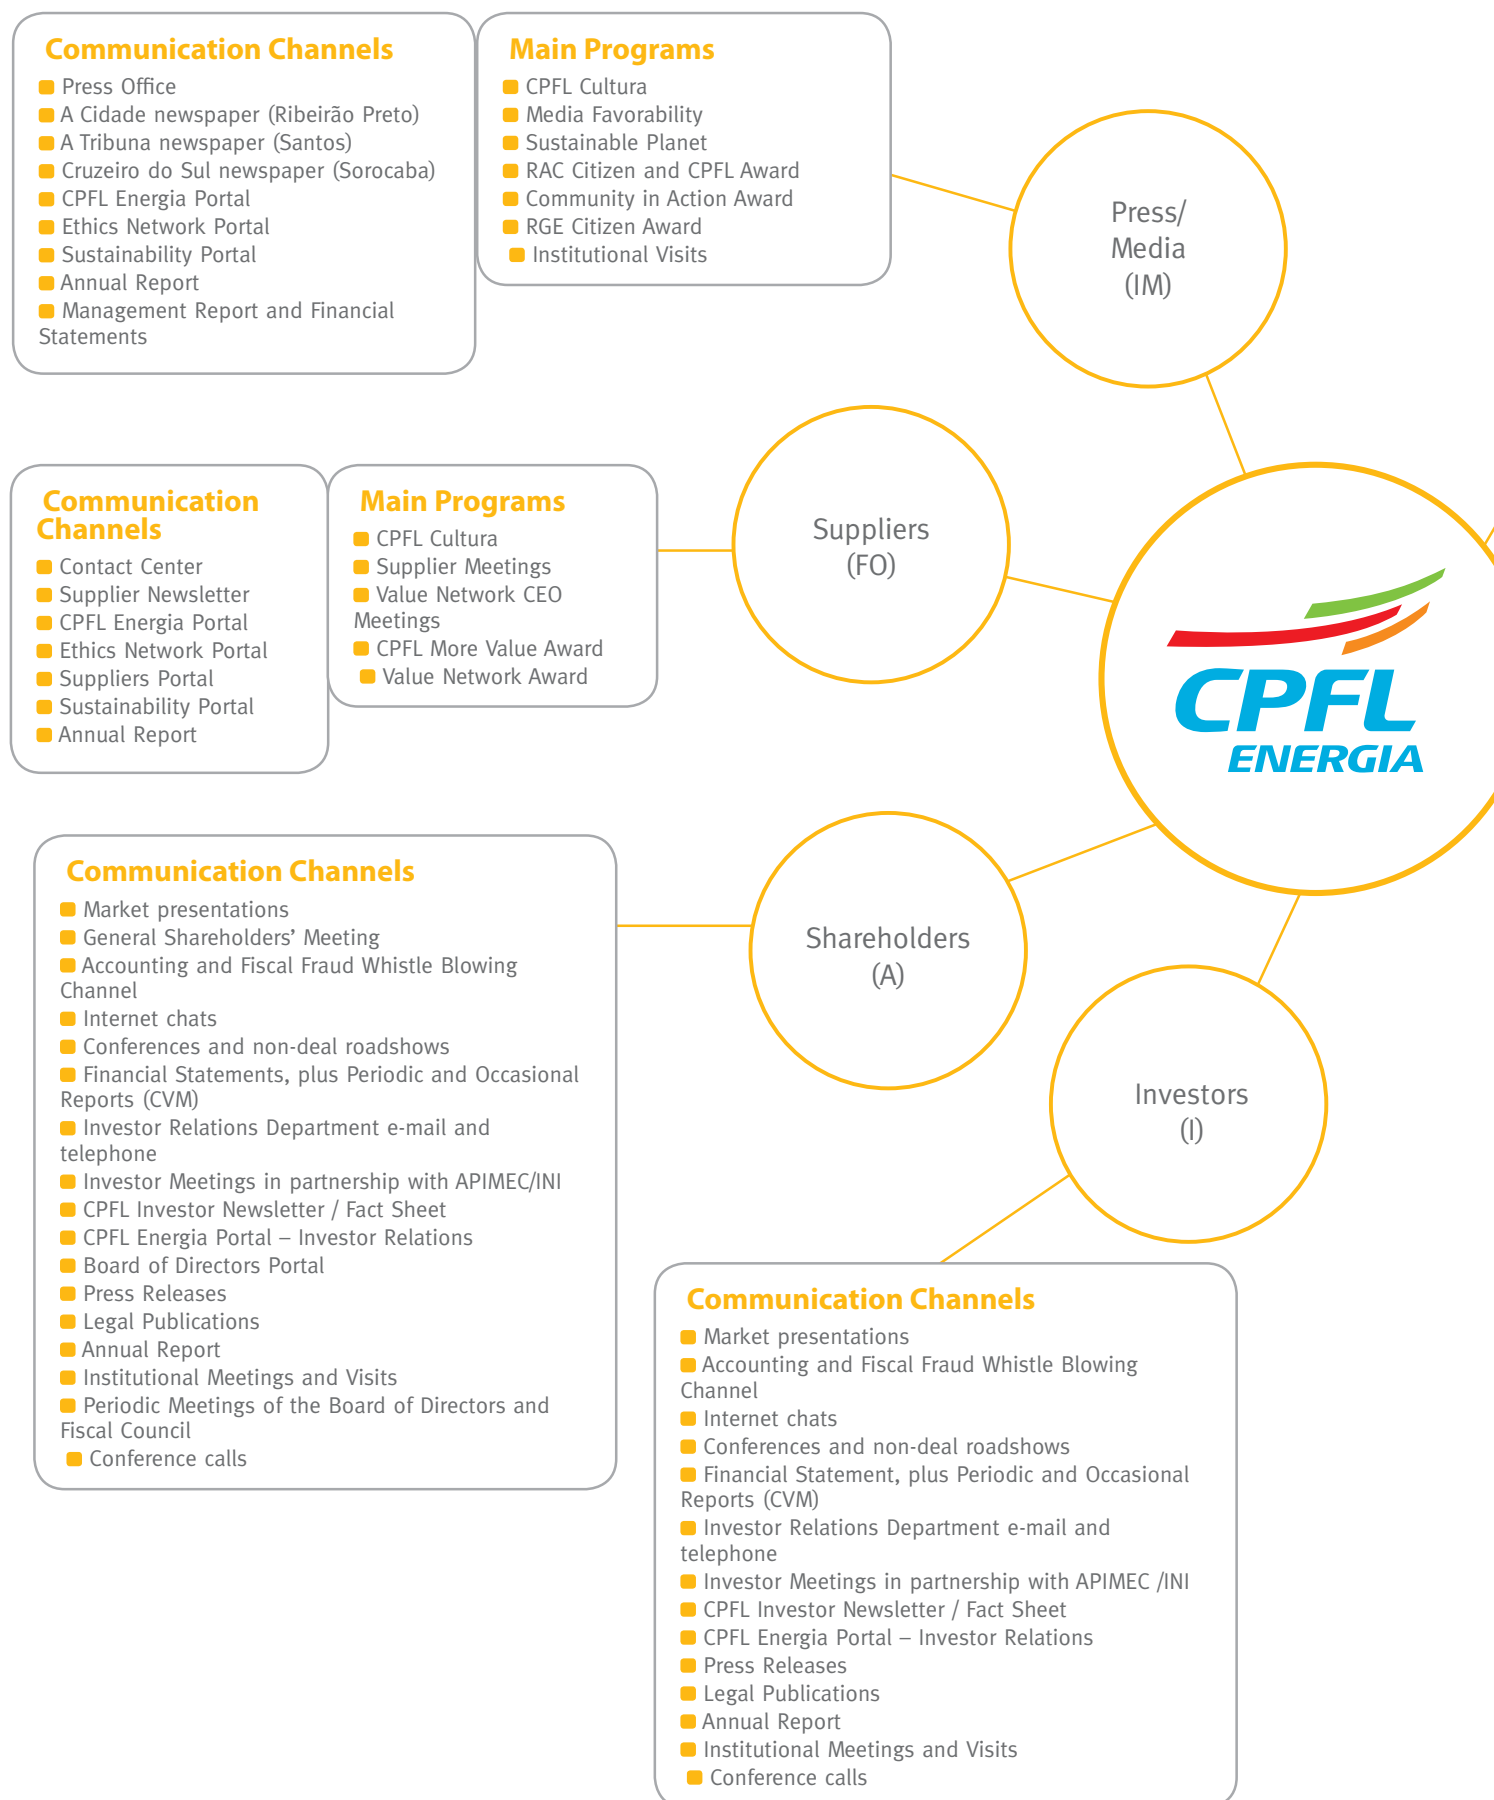 Communication Channels
Press Office
A Cidade newspaper (Ribeirão Preto)
A Tribuna newspaper (Santos)
Cruzeiro do Sul newspaper (Sorocaba)
CPFL Energia Portal
Ethics Network Portal
Sustainability Portal
Annual Report
Management Report and Financial
Statements
Main Programs
CPFL Cultura
Media Favorability
Sustainable Planet
RAC Citizen and CPFL Award
Community in Action Award
RGE Citizen Award
Institutional Visits
Press/
Media
(IM)
Communication
Channels
Contact Center
Supplier Newsletter
CPFL Energia Portal
Ethics Network Portal
Suppliers Portal
Sustainability Portal
Annual Report
Main Programs
CPFL Cultura
Supplier Meetings
Value Network CEO
Meetings
CPFL More Value Award
Value Network Award
Suppliers
(FO)
CPFL
ENERGIA
Communication Channels
Market presentations
General Shareholders’ Meeting
Accounting and Fiscal Fraud Whistle Blowing
Channel
Internet chats
Conferences and non-deal roadshows
Financial Statements, plus Periodic and Occasional
Reports (CVM)
Investor Relations Department e-mail and
telephone
Investor Meetings in partnership with APIMEC/INI
CPFL Investor Newsletter / Fact Sheet
CPFL Energia Portal – Investor Relations
Board of Directors Portal
Press Releases
Legal Publications
Annual Report
Institutional Meetings and Visits
Periodic Meetings of the Board of Directors and
Fiscal Council
Conference calls
Shareholders
(A)
Investors
(I)
Communication Channels
Market presentations
Accounting and Fiscal Fraud Whistle Blowing
Channel
Internet chats
Conferences and non-deal roadshows
Financial Statement, plus Periodic and Occasional
Reports (CVM)
Investor Relations Department e-mail and
telephone
Investor Meetings in partnership with APIMEC /INI
CPFL Investor Newsletter / Fact Sheet
CPFL Energia Portal – Investor Relations
Press Releases
Legal Publications
Annual Report
Institutional Meetings and Visits
Conference calls